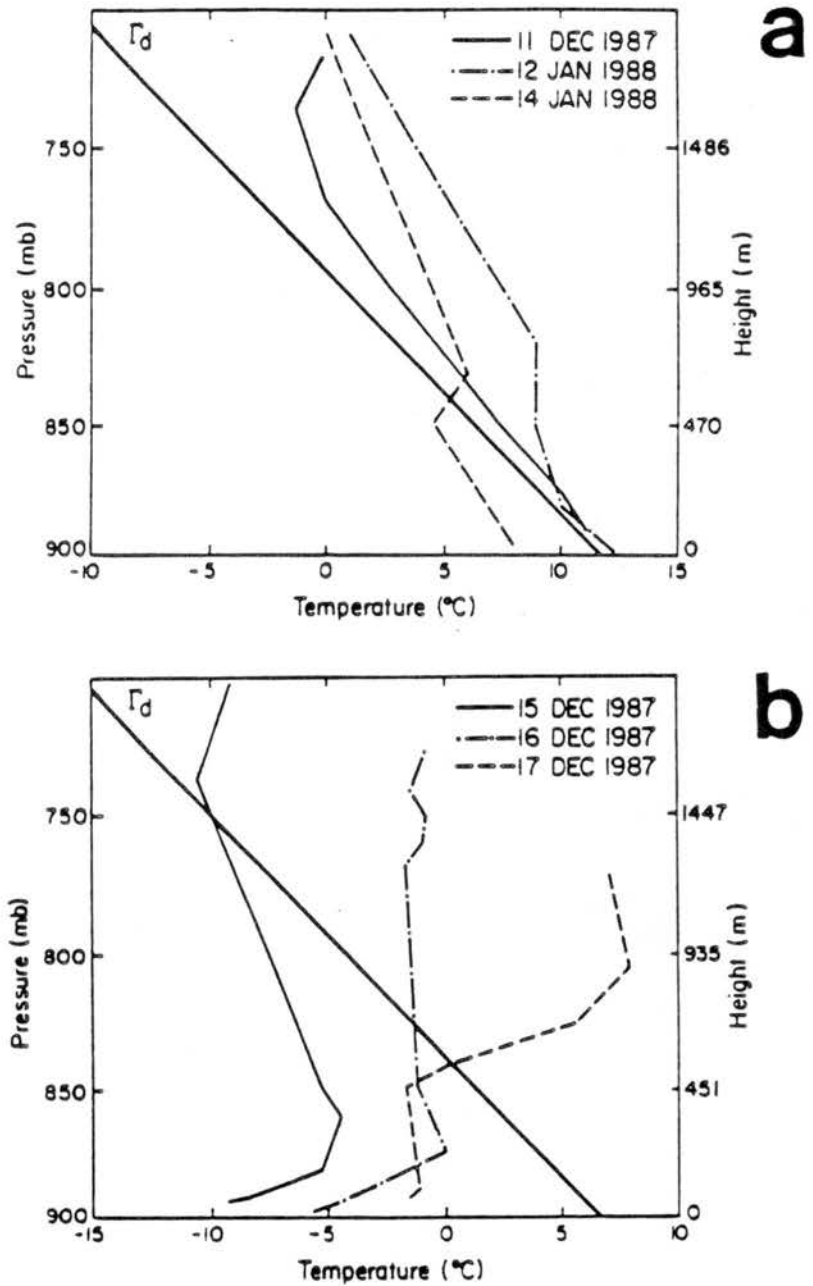 a
Γd
11 DEC 1987
12 JAN 1988
14 JAN 1988
Pressure (mb)
750
800
850
900
Height (m)
1486
965
470
0
-10
-5
0
5
10
15
Temperature (°C)
b
Γd
15 DEC 1987
16 DEC 1987
17 DEC 1987
Pressure (mb)
750
800
850
900
Height (m)
1447
935
451
0
-15
-10
-5
0
5
10
Temperature (°C)